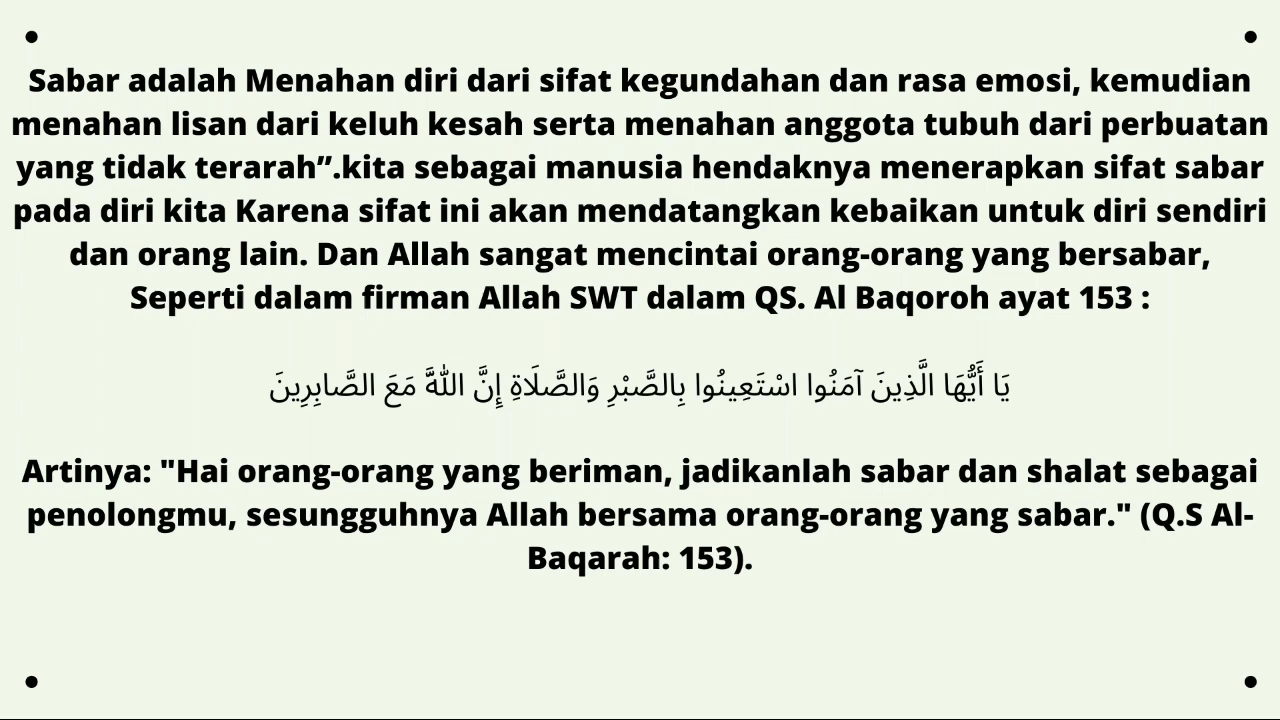 Sabar adalah Menahan diri dari sifat kegundahan dan rasa emosi, kemudian
menahan lisan dari keluh kesah serta menahan anggota tubuh dari perbuatan
yang tidak terarah”.kita sebagai manusia hendaknya menerapkan sifat sabar
pada diri kita Karena sifat ini akan mendatangkan kebaikan untuk diri sendiri
dan orang lain. Dan Allah sangat mencintai orang-orang yang bersabar,
Seperti dalam firman Allah SWT dalam QS. Al Baqoroh ayat 153 :
يَا أَيُّهَا الَّذِينَ آمَنُوا اسْتَعِينُوا بِالصَّبْرِ وَالصَّلَاةِ إِنَّ اللَّهَ مَعَ الصَّابِرِينَ
Artinya: "Hai orang-orang yang beriman, jadikanlah sabar dan shalat sebagai
penolongmu, sesungguhnya Allah bersama orang-orang yang sabar." (Q.S Al-
Baqarah: 153).